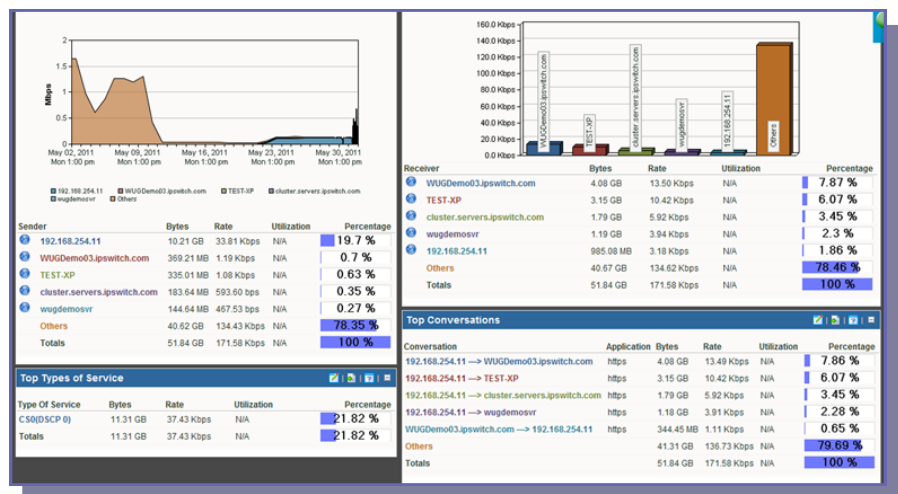 2
1.5
1
0.5
0
Mbps
May 02, 2011 May 09, 2011 May 16, 2011 May 23, 2011 May 30, 2011
Mon 1:00 pm Mon 1:00 pm Mon 1:00 pm Mon 1:00 pm Mon 1:00 pm
192.168.254.11 WUGDemo03.ipswitch.com TEST-XP cluster.servers.ipswitch.com
wugdemosvr Others
Sender Bytes Rate Utilization Percentage
192.168.254.11 10.21 GB 33.81 Kbps N/A 19.7 %
WUGDemo03.ipswitch.com 369.21 MB 1.19 Kbps N/A 0.7 %
TEST-XP 335.01 MB 1.08 Kbps N/A 0.63 %
cluster.servers.ipswitch.com 183.64 MB 593.60 bps N/A 0.35 %
wugdemosvr 144.64 MB 467.53 bps N/A 0.27 %
Others 40.62 GB 134.43 Kbps N/A 78.35 %
Totals 51.84 GB 171.58 Kbps N/A 100 %
Top Types of Service
Type Of Service Bytes Rate Utilization Percentage
CS0(DSCP 0) 11.31 GB 37.43 Kbps N/A 21.82 %
Totals 11.31 GB 37.43 Kbps N/A 21.82 %
160.0 Kbps
140.0 Kbps
120.0 Kbps
100.0 Kbps
80.0 Kbps
60.0 Kbps
40.0 Kbps
20.0 Kbps
0.0 Kbps
WUGDemo03.ipswitch.com
TEST-XP
cluster.servers.ipswitch.com
wugdemosvr
192.168.254.11
Others
Receiver Bytes Rate Utilization Percentage
WUGDemo03.ipswitch.com 4.08 GB 13.50 Kbps N/A 7.87 %
TEST-XP 3.15 GB 10.42 Kbps N/A 6.07 %
cluster.servers.ipswitch.com 1.79 GB 5.92 Kbps N/A 3.45 %
wugdemosvr 1.19 GB 3.94 Kbps N/A 2.3 %
192.168.254.11 985.08 MB 3.18 Kbps N/A 1.86 %
Others 40.67 GB 134.62 Kbps N/A 78.46 %
Totals 51.84 GB 171.58 Kbps N/A 100 %
Top Conversations
Conversation Application Bytes Rate Utilization Percentage
192.168.254.11 —> WUGDemo03.ipswitch.com https 4.08 GB 13.49 Kbps N/A 7.86 %
192.168.254.11 —> TEST-XP https 3.15 GB 10.42 Kbps N/A 6.07 %
192.168.254.11 —> cluster.servers.ipswitch.com https 1.79 GB 5.92 Kbps N/A 3.45 %
192.168.254.11 —> wugdemosvr https 1.18 GB 3.91 Kbps N/A 2.28 %
WUGDemo03.ipswitch.com —> 192.168.254.11 https 344.45 MB 1.11 Kbps N/A 0.65 %
Others 41.31 GB 136.73 Kbps N/A 79.69 %
Totals 51.84 GB 171.58 Kbps N/A 100 %